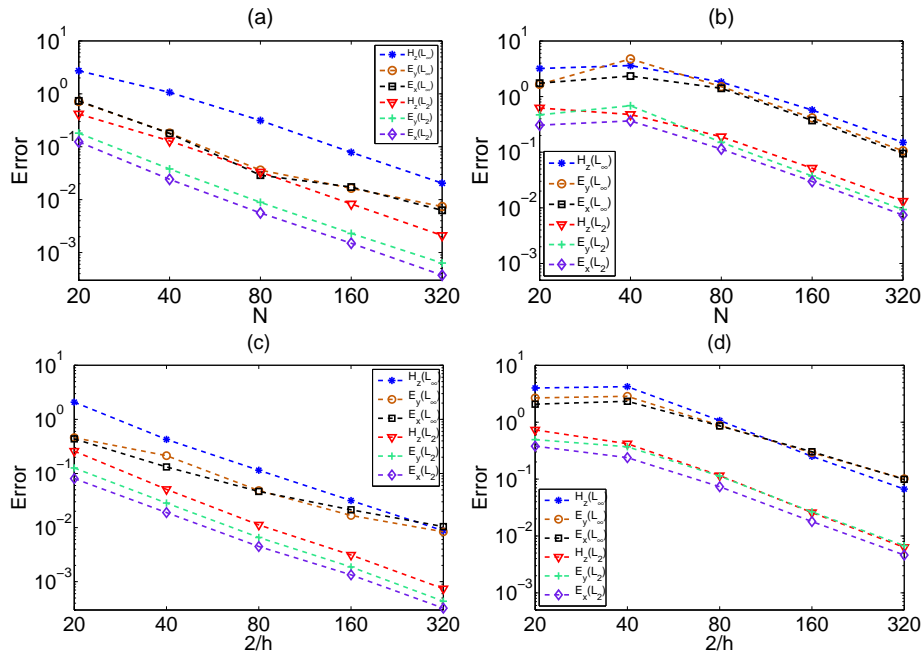 (a)
10^1
10^0
10^-1
10^-2
10^-3
Error
20
40
80
160
320
N
H_z(L_∞)
E_y(L_∞)
E_x(L_∞)
H_z(L_2)
E_y(L_2)
E_x(L_2)
(b)
10^1
10^0
10^-1
10^-2
10^-3
Error
20
40
80
160
320
N
H_z(L_∞)
E_y(L_∞)
E_x(L_∞)
H_z(L_2)
E_y(L_2)
E_x(L_2)
(c)
10^1
10^0
10^-1
10^-2
10^-3
Error
20
40
80
160
320
2/h
H_z(L_∞)
E_y(L_∞)
E_x(L_∞)
H_z(L_2)
E_y(L_2)
E_x(L_2)
(d)
10^1
10^0
10^-1
10^-2
10^-3
Error
20
40
80
160
320
2/h
H_z(L_∞)
E_y(L_∞)
E_x(L_∞)
H_z(L_2)
E_y(L_2)
E_x(L_2)